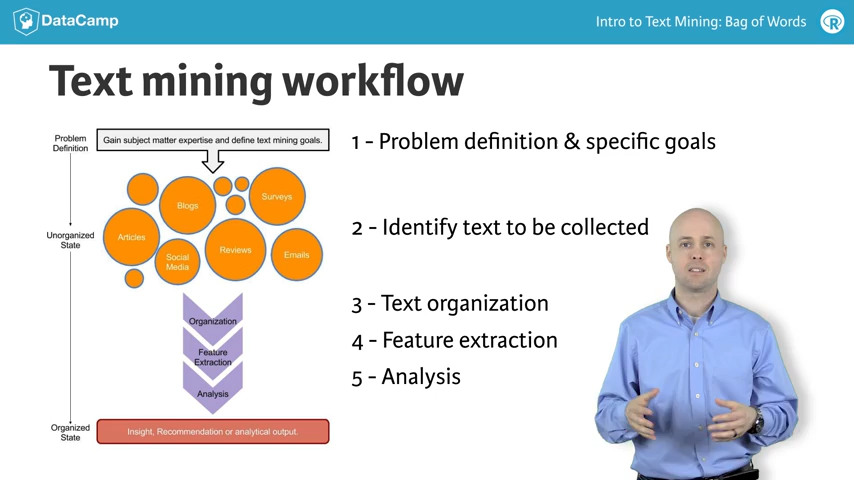 DataCamp
Intro to Text Mining: Bag of Words
R
Text mining workflow
Problem
Definition
Gain subject matter expertise and define text mining goals.
1 - Problem definition & specific goals
Blogs
Surveys
Articles
Reviews
Social
Media
Emails
Unorganized
State
2 - Identify text to be collected
Organization
Feature
Extraction
Analysis
3 - Text organization
4 - Feature extraction
5 - Analysis
Organized
State
Insight, Recommendation or analytical output.